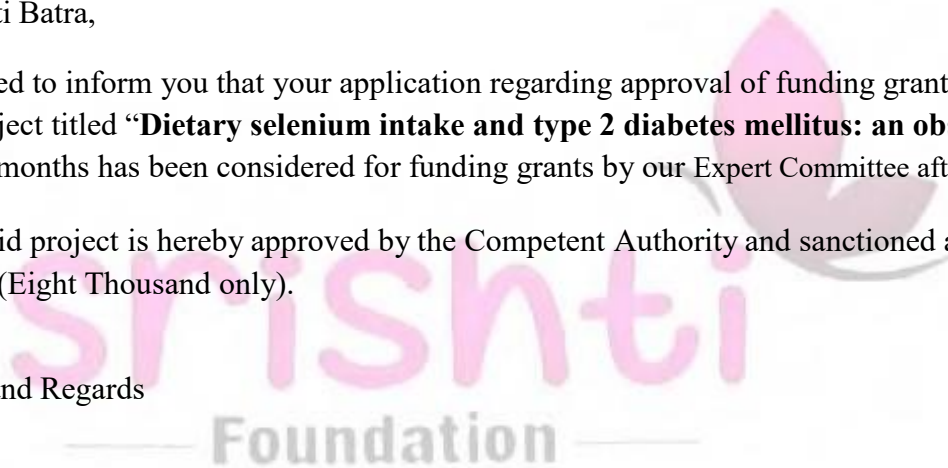 ti Batra,
ed to inform you that your application regarding approval of funding grant
ject titled “Dietary selenium intake and type 2 diabetes mellitus: an ob
months has been considered for funding grants by our Expert Committee aft
id project is hereby approved by the Competent Authority and sanctioned a
(Eight Thousand only).
nd Regards
srishti
Foundation